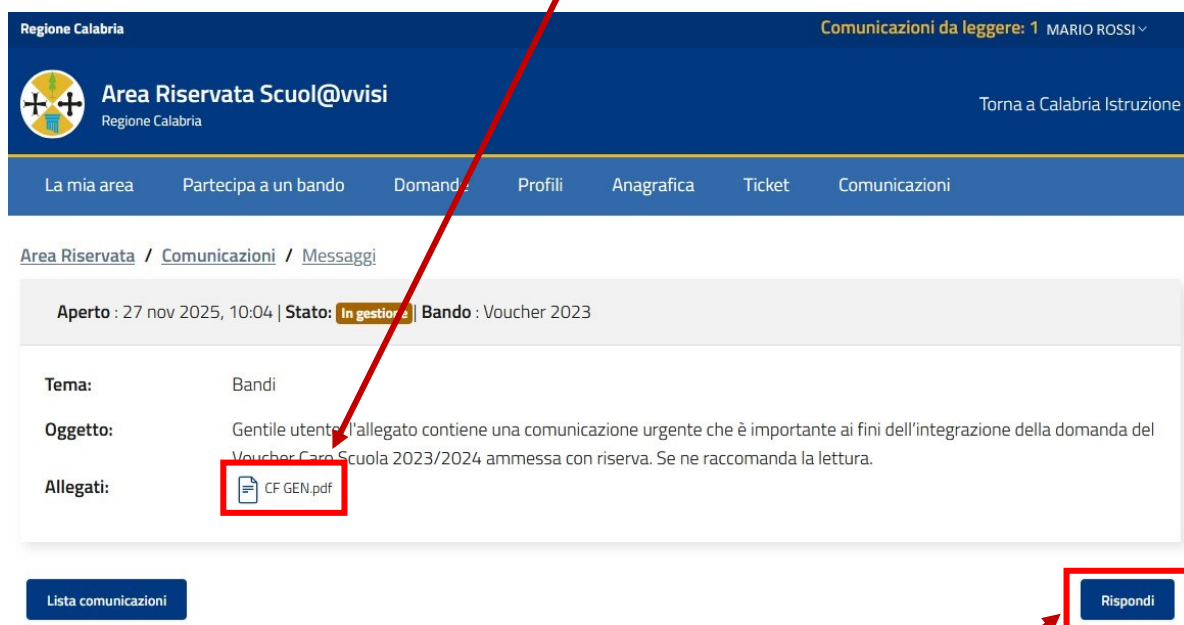 Regione Calabria
Comunicazioni da leggere: 1 MARIO ROSSI
Area Riservata Scuol@vvisi
Regione Calabria
Torna a Calabria Istruzione
La mia area Partecipa a un bando Domande Profili Anagrafica Ticket Comunicazioni
Area Riservata / Comunicazioni / Messaggi
Aperto : 27 nov 2025, 10:04 | Stato: In gestione | Bando : Voucher 2023
Tema: Bandi
Oggetto: Gentile utente, l'allegato contiene una comunicazione urgente che è importante ai fini dell’integrazione della domanda del
Voucher Caro Scuola 2023/2024 ammessa con riserva. Se ne raccomanda la lettura.
Allegati: CF GEN.pdf
Lista comunicazioni
Rispondi